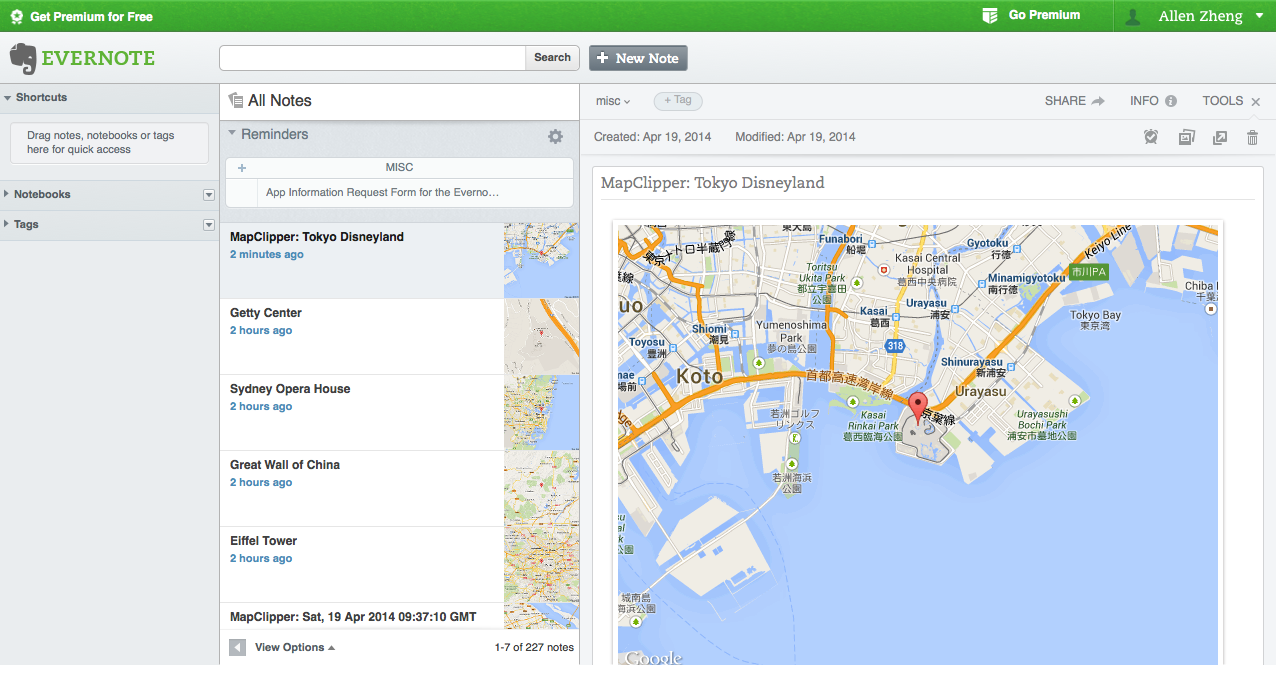 Get Premium for Free
Go Premium
Allen Zheng
EVERNOTE
Search
+ New Note
Shortcuts
Drag notes, notebooks or tags
here for quick access
Notebooks
Tags
All Notes
Reminders
+ MISC
App Information Request Form for the Everno…
MapClipper: Tokyo Disneyland
2 minutes ago
Getty Center
2 hours ago
Sydney Opera House
2 hours ago
Great Wall of China
2 hours ago
Eiffel Tower
2 hours ago
MapClipper: Sat, 19 Apr 2014 09:37:10 GMT
View Options
1-7 of 227 notes
misc
+ Tag
SHARE
INFO
TOOLS
Created: Apr 19, 2014
Modified: Apr 19, 2014
MapClipper: Tokyo Disneyland
Funabori
船堀
Gyotoku
行徳
Keiyo Line
Kasai Central
Hospital
葛西中央病院
Toritsu
Ukita Park
都立宇喜田
公園
Minamigyotoku
南行徳
市川PA
Chiba
千葉
uo
Kasai
葛西
Urayasu
浦安
Tokyo Bay
東京湾
Shiomi
潮見
Yumenoshima
Park
夢の島公園
Toyosu
豊洲
318
Shinurayasu
新浦安
Koto
首都高速湾岸線
Urayasu
京葉線
若洲ゴルフ
リンクス
Kasai
Rinkai Park
葛西臨海公園
Urayasushi
Bochi Park
浦安市墓地公園
若洲海浜
公園
城南島
海浜公園
Google